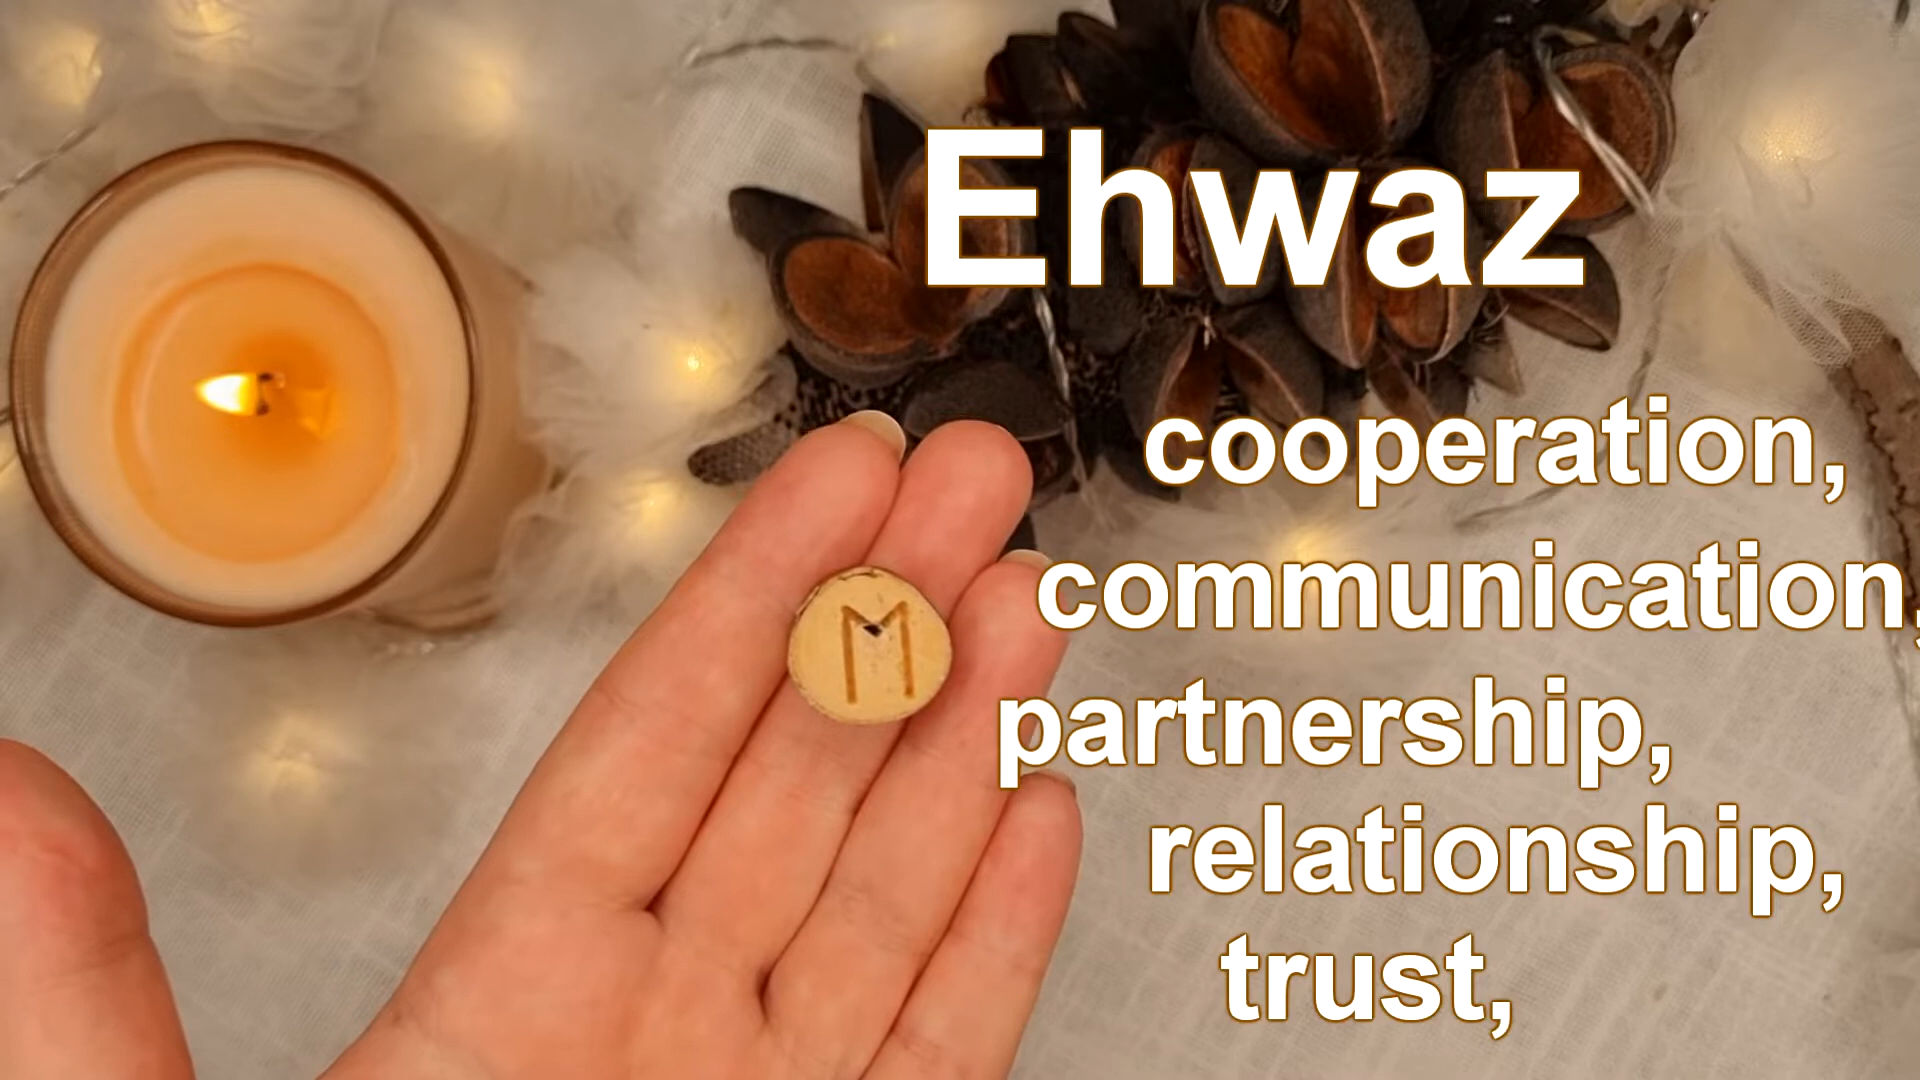 Ehwaz
cooperation,
communication,
partnership,
relationship,
trust,
ᛖ